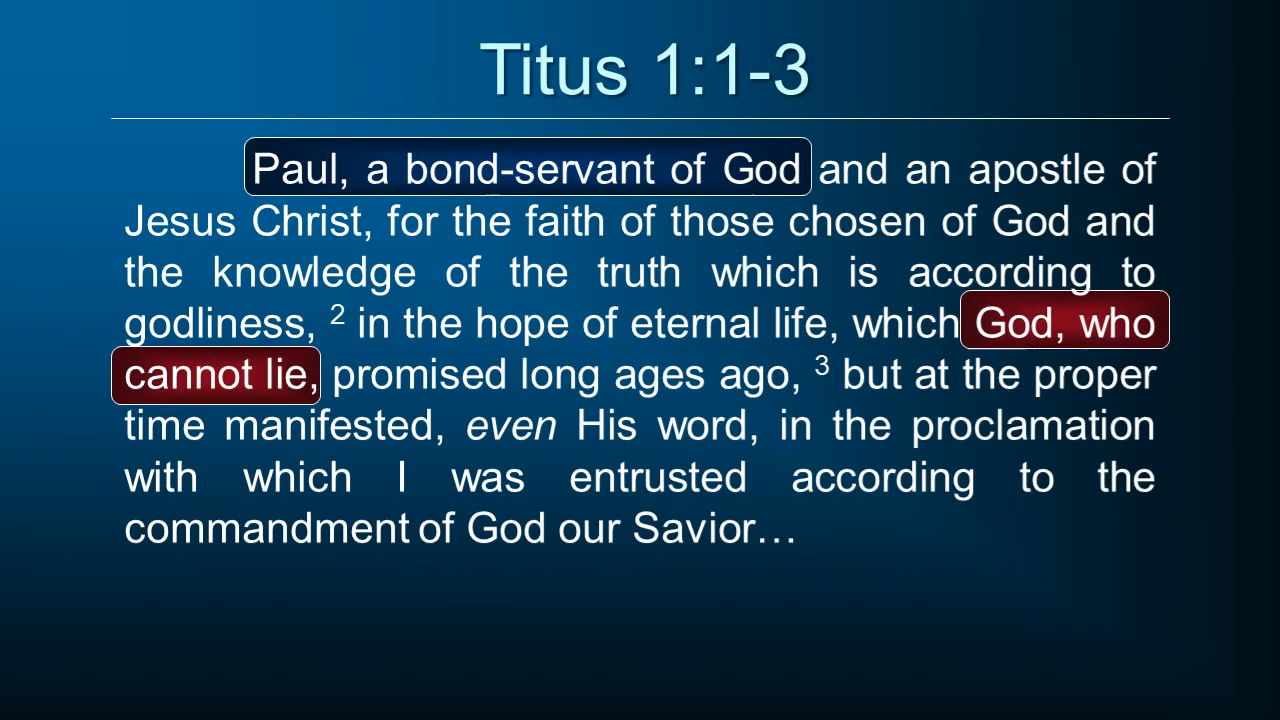 Titus 1:1-3
Paul, a bond-servant of God and an apostle of
Jesus Christ, for the faith of those chosen of God and
the knowledge of the truth which is according to
godliness, ² in the hope of eternal life, which God, who
cannot lie, promised long ages ago, ³ but at the proper
time manifested, even His word, in the proclamation
with which I was entrusted according to the
commandment of God our Savior…